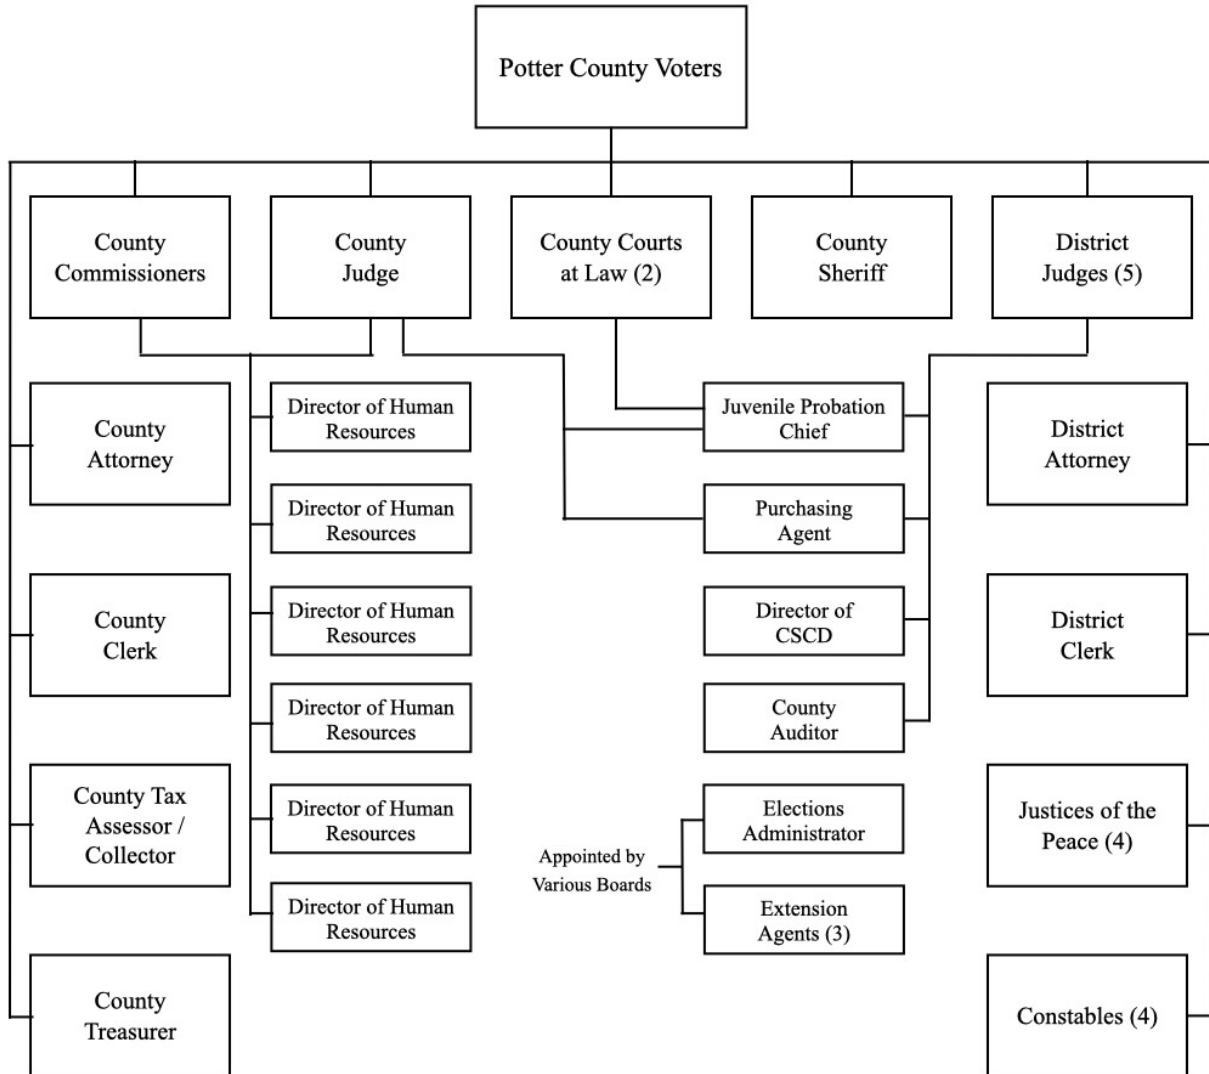 Potter County Voters
County
Commissioners
County
Judge
County Courts
at Law (2)
County
Sheriff
District
Judges (5)
County
Attorney
Director of Human
Resources
Juvenile Probation
Chief
District
Attorney
Director of Human
Resources
Purchasing
Agent
County
Clerk
Director of Human
Resources
Director of
CSCD
District
Clerk
Director of Human
Resources
County
Auditor
County Tax
Assessor /
Collector
Director of Human
Resources
Elections
Administrator
Justices of the
Peace (4)
Appointed by
Various Boards
Director of Human
Resources
Extension
Agents (3)
County
Treasurer
Constables (4)